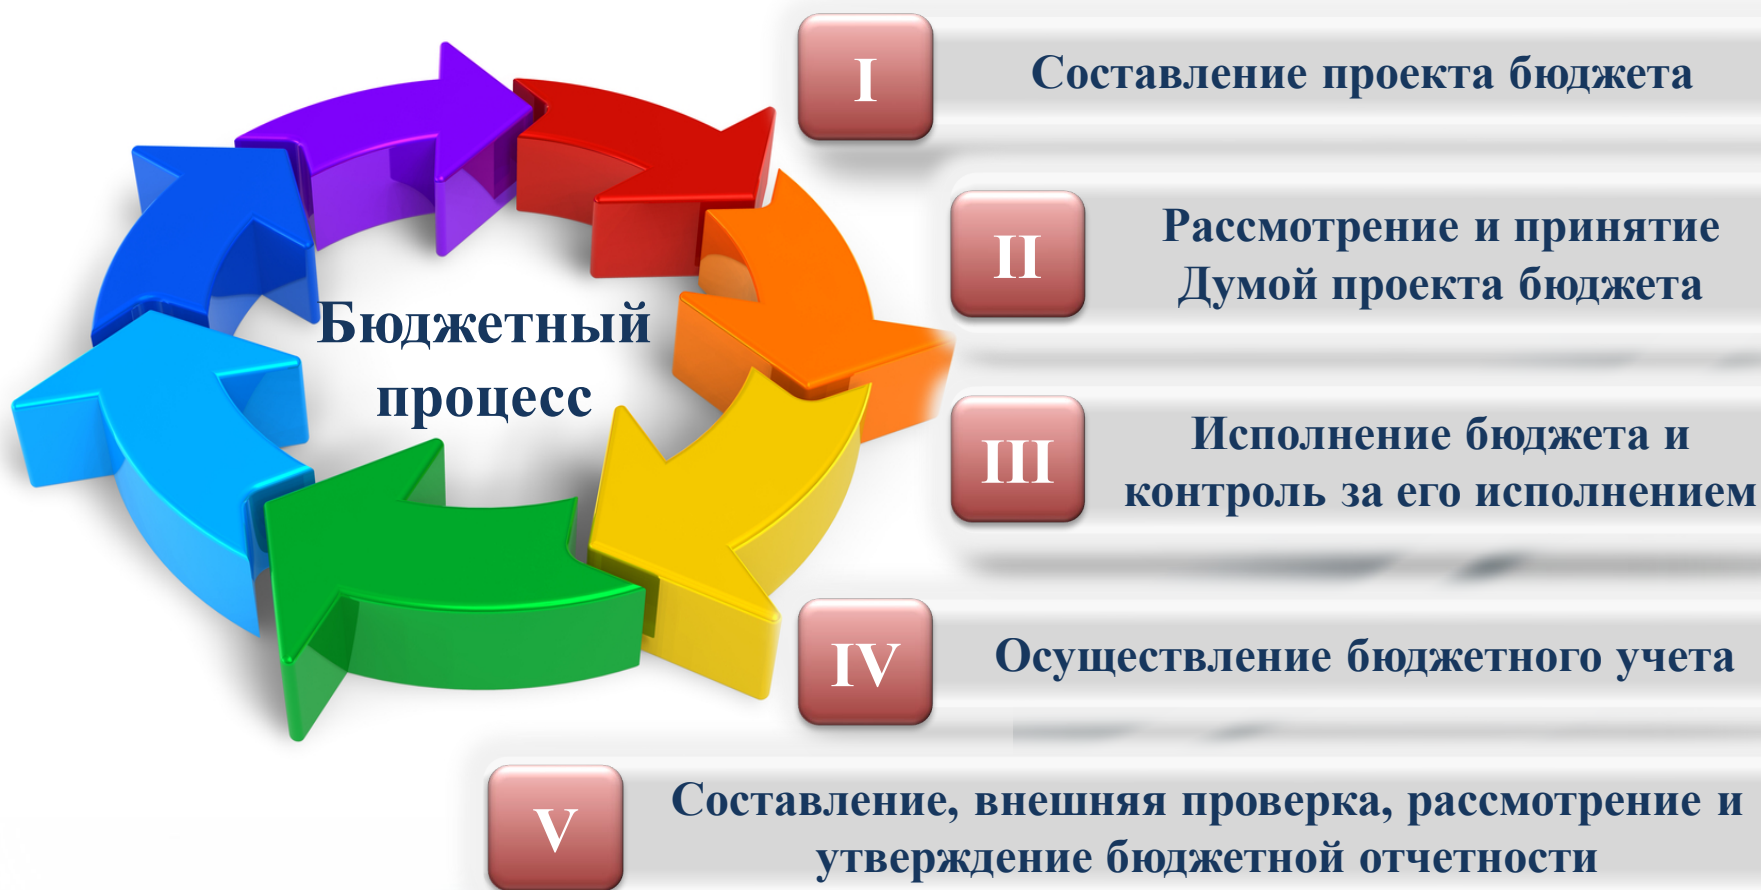 I
Составление проекта бюджета
II
Рассмотрение и принятие
Думой проекта бюджета
Бюджетный
процесс
III
Исполнение бюджета и
контроль за его исполнением
IV
Осуществление бюджетного учета
V
Составление, внешняя проверка, рассмотрение и
утверждение бюджетной отчетности